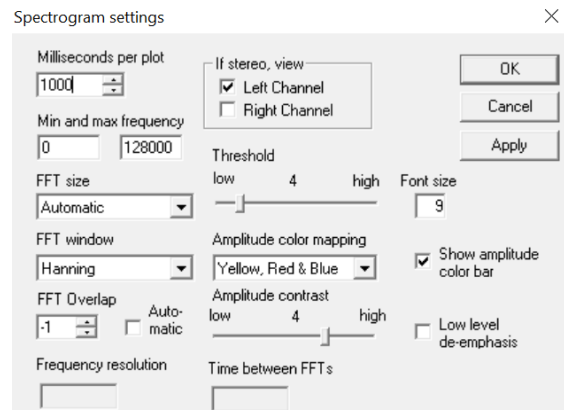 Spectrogram settings
Milliseconds per plot
1000
If stereo, view
Left Channel
Right Channel
OK
Cancel
Apply
Min and max frequency
0 128000
Threshold
low 4 high
Font size
9
FFT size
Automatic
FFT window
Hanning
Amplitude color mapping
Yellow, Red & Blue
Show amplitude
color bar
FFT Overlap
-1
Auto-
matic
Amplitude contrast
low 4 high
Low level
de-emphasis
Frequency resolution
Time between FFTs